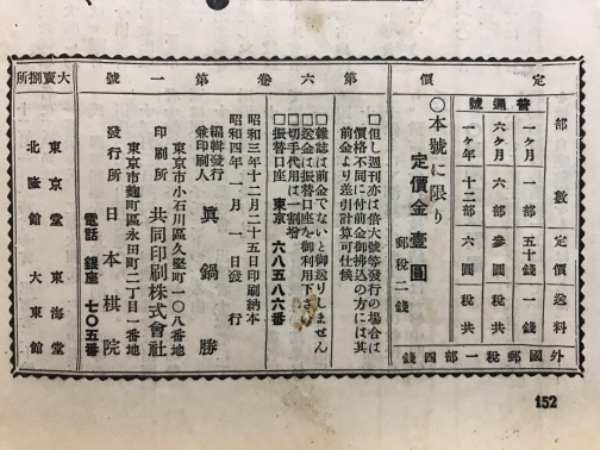 定價
第六卷第一號
大賣捌所
部數 定價 送料
普通號
一ヶ月 一部 五十錢 一錢
六ヶ月 六部 參圓 稅共
一ヶ年 十二部 六圓 稅共
外國郵稅一部四錢
〇本號に限り
定價金壹圓
郵稅二錢
□但し週刊亦は倍大號等發行の場合は
價格不同に付前金御拂込の方には其
前金より差引計算可仕候
□雜誌は前金でないと御送りしません
□送金は振替口座を御利用下さい
□切手代用は一割增
□振替口座 東京 六八五八六番
昭和三年十二月二十五日印刷納本
昭和四年一月一日發行
編輯發行
兼印刷人 眞鍋勝
東京市小石川區久堅町一〇八番地
印刷所 共同印刷株式會社
東京市麴町區永田町二丁目一番地
發行所 日本棋院
電話 銀座 七〇五番
東京堂 東海堂
北隆館 大東館
152